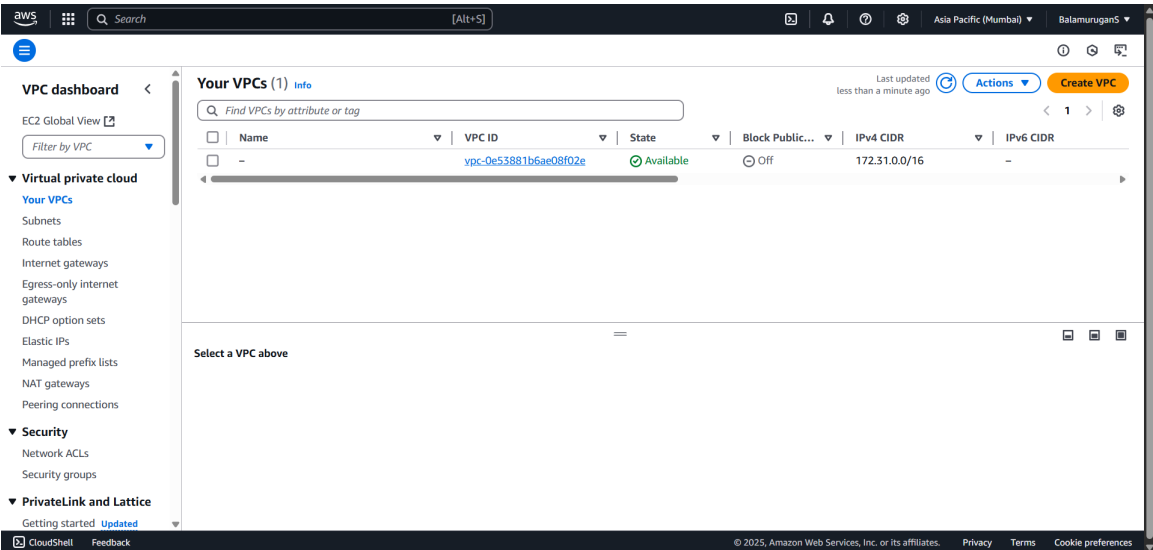 aws Search [Alt+S] Asia Pacific (Mumbai) BalamuruganS
VPC dashboard
EC2 Global View
Filter by VPC
Virtual private cloud
Your VPCs
Subnets
Route tables
Internet gateways
Egress-only internet
gateways
DHCP option sets
Elastic IPs
Managed prefix lists
NAT gateways
Peering connections
Security
Network ACLs
Security groups
PrivateLink and Lattice
Getting started Updated
Your VPCs (1) Info
Last updated
less than a minute ago
Actions
Create VPC
Find VPCs by attribute or tag
1
Name VPC ID State Block Public... IPv4 CIDR IPv6 CIDR
– vpc-0e53881b6ae08f02e Available Off 172.31.0.0/16 –
Select a VPC above
CloudShell Feedback © 2025, Amazon Web Services, Inc. or its affiliates. Privacy Terms Cookie preferences